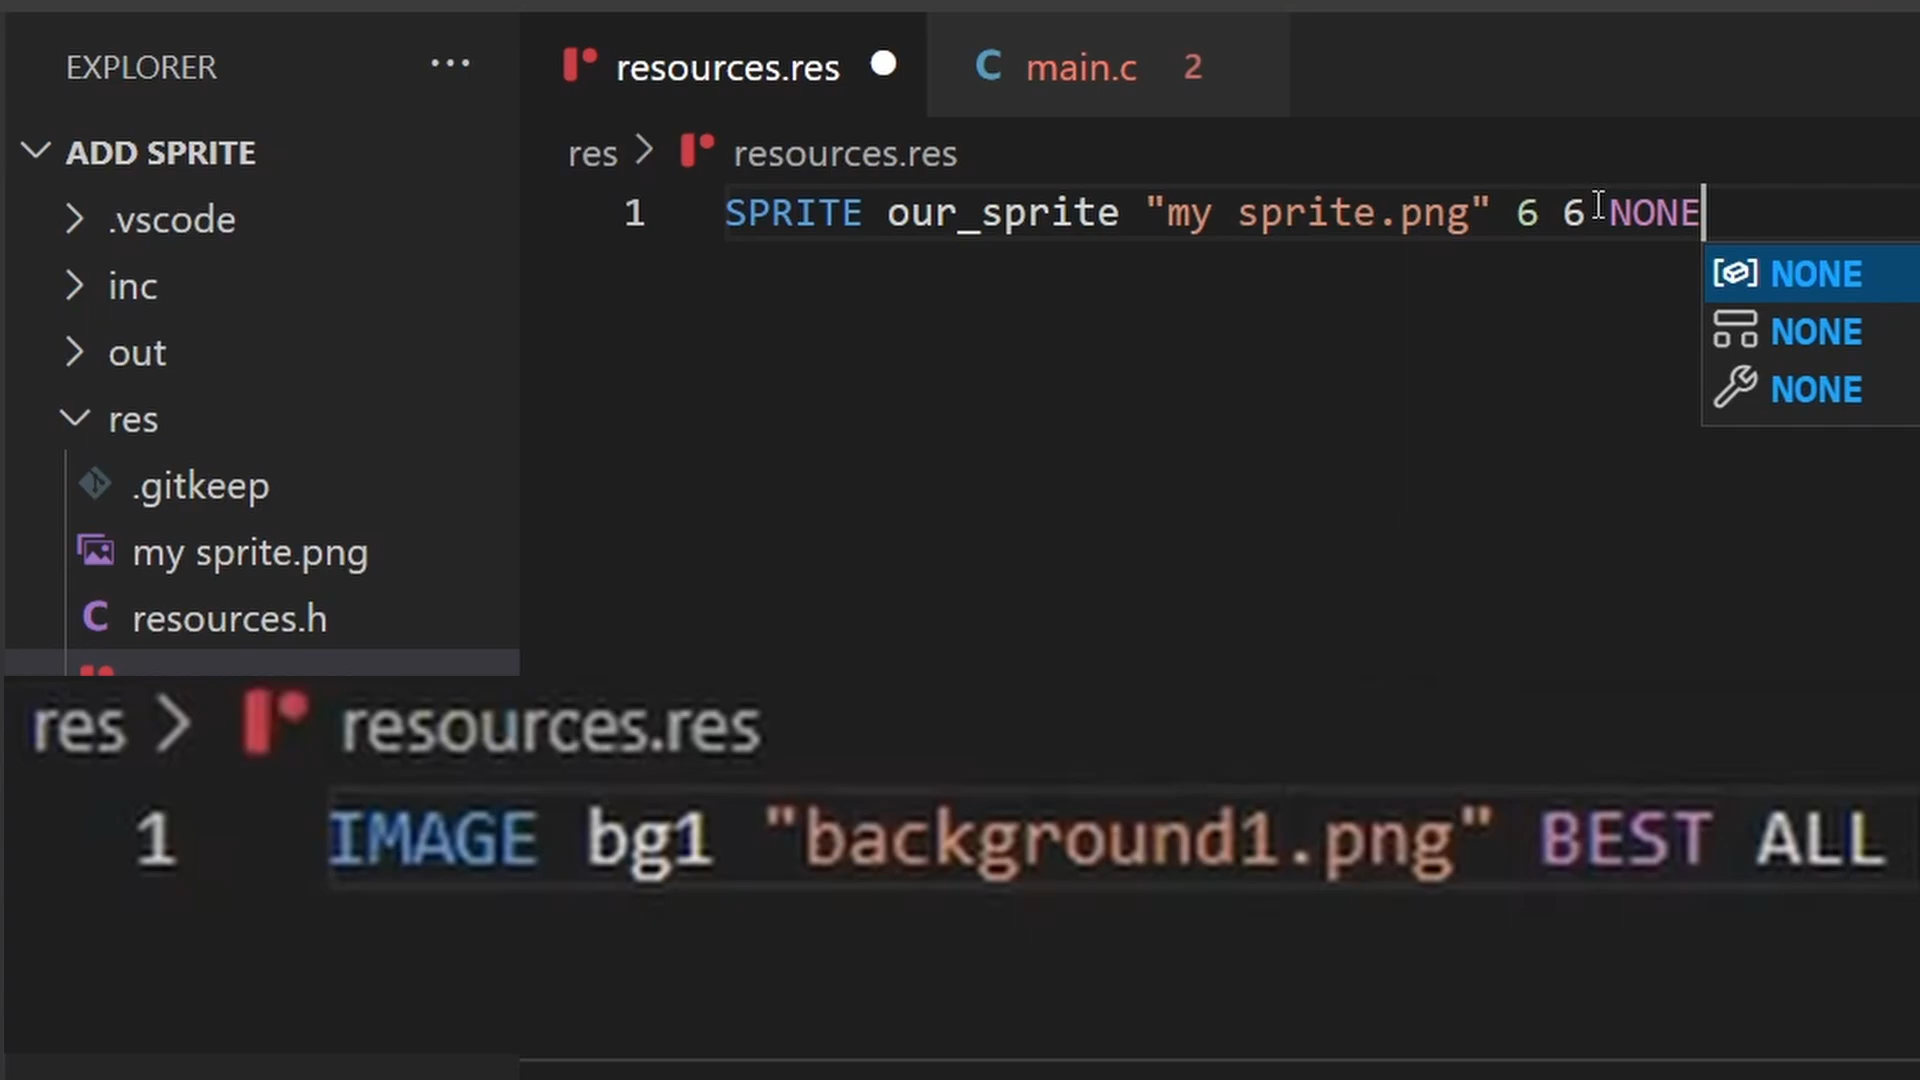 EXPLORER ...
resources.res
main.c 2
ADD SPRITE
res > resources.res
1 SPRITE our_sprite "my sprite.png" 6 6 NONE
NONE
NONE
NONE
.vscode
inc
out
res
.gitkeep
my sprite.png
C resources.h
res > resources.res
1 IMAGE bg1 "background1.png" BEST ALL